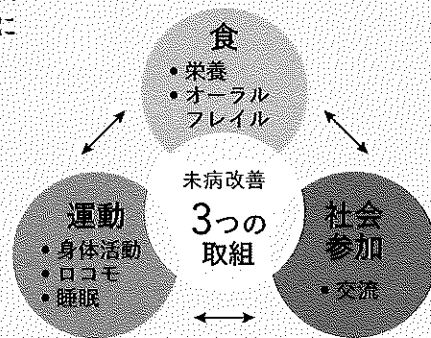 に
食
• 栄養
• オーラル
フレイル
未病改善
3つの
取組
運動
• 身体活動
• ロコモ
• 睡眠
社会
参加
• 交流